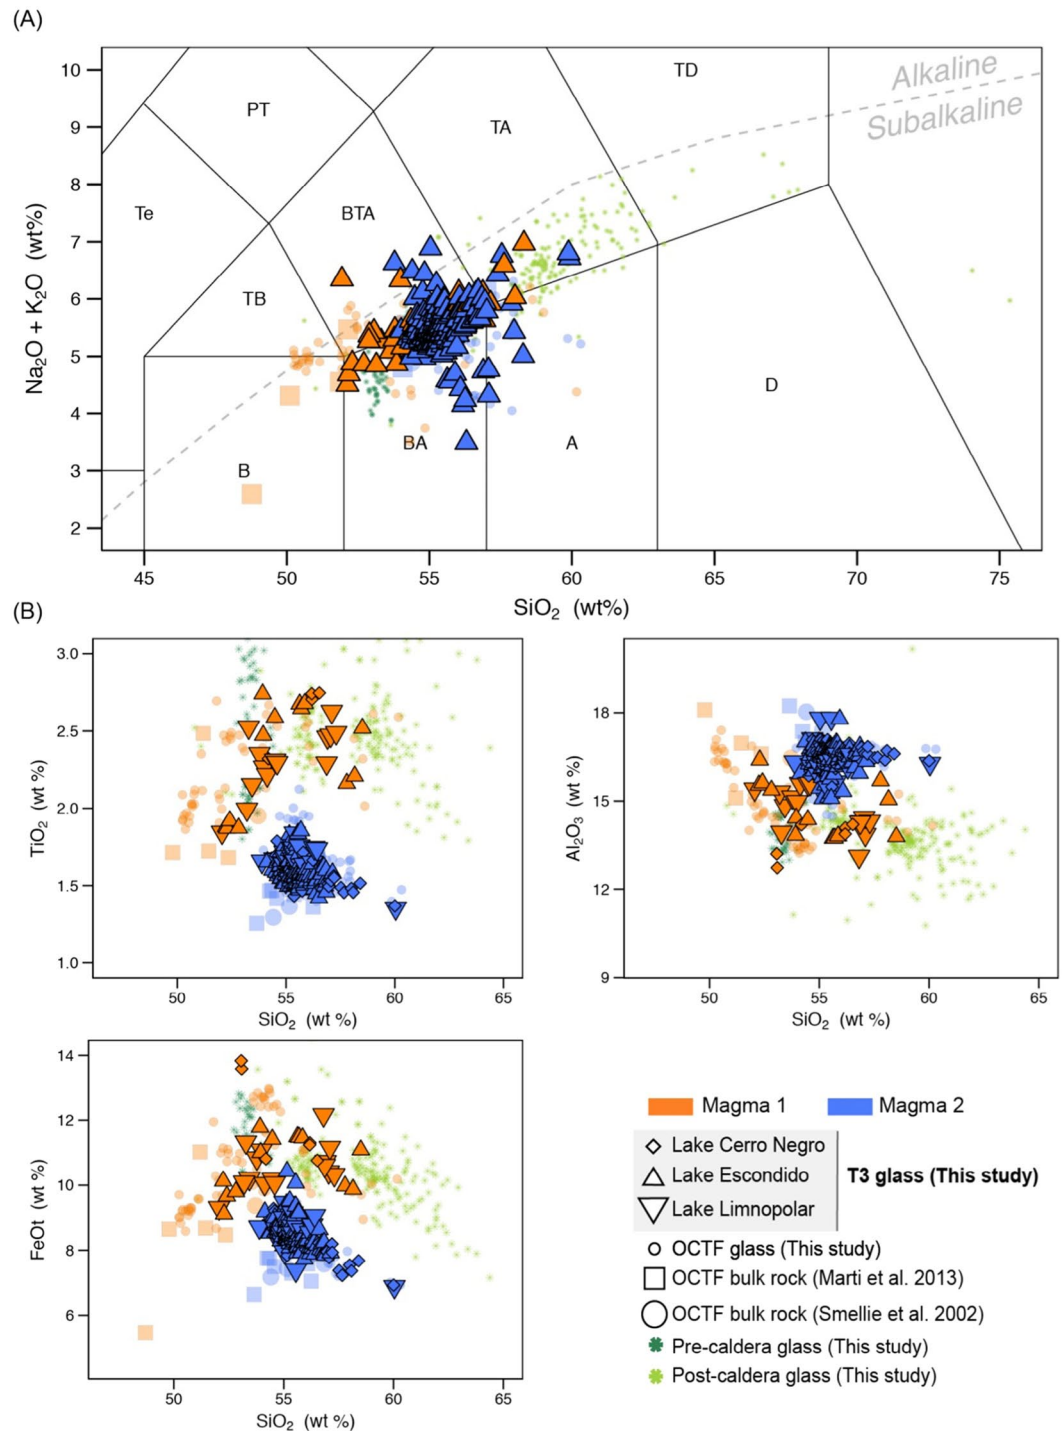 (A)
10
9
8
7
6
5
4
3
2
Na₂O + K₂O (wt%)
PT
TD
TA
Te
BTA
TB
B
BA
A
D
Alkaline
Subalkaline
45
50
55
60
65
70
75
SiO₂ (wt%)
(B)
3.0
2.5
2.0
1.5
1.0
TiO₂ (wt %)
50
55
60
65
SiO₂ (wt %)
18
15
12
9
Al₂O₃ (wt %)
50
55
60
65
SiO₂ (wt %)
14
12
10
8
6
FeOt (wt %)
50
55
60
65
SiO₂ (wt %)
Magma 1 Magma 2
Lake Cerro Negro
Lake Escondido T3 glass (This study)
Lake Limnopolar
OCTF glass (This study)
OCTF bulk rock (Marti et al. 2013)
OCTF bulk rock (Smellie et al. 2002)
Pre-caldera glass (This study)
Post-caldera glass (This study)